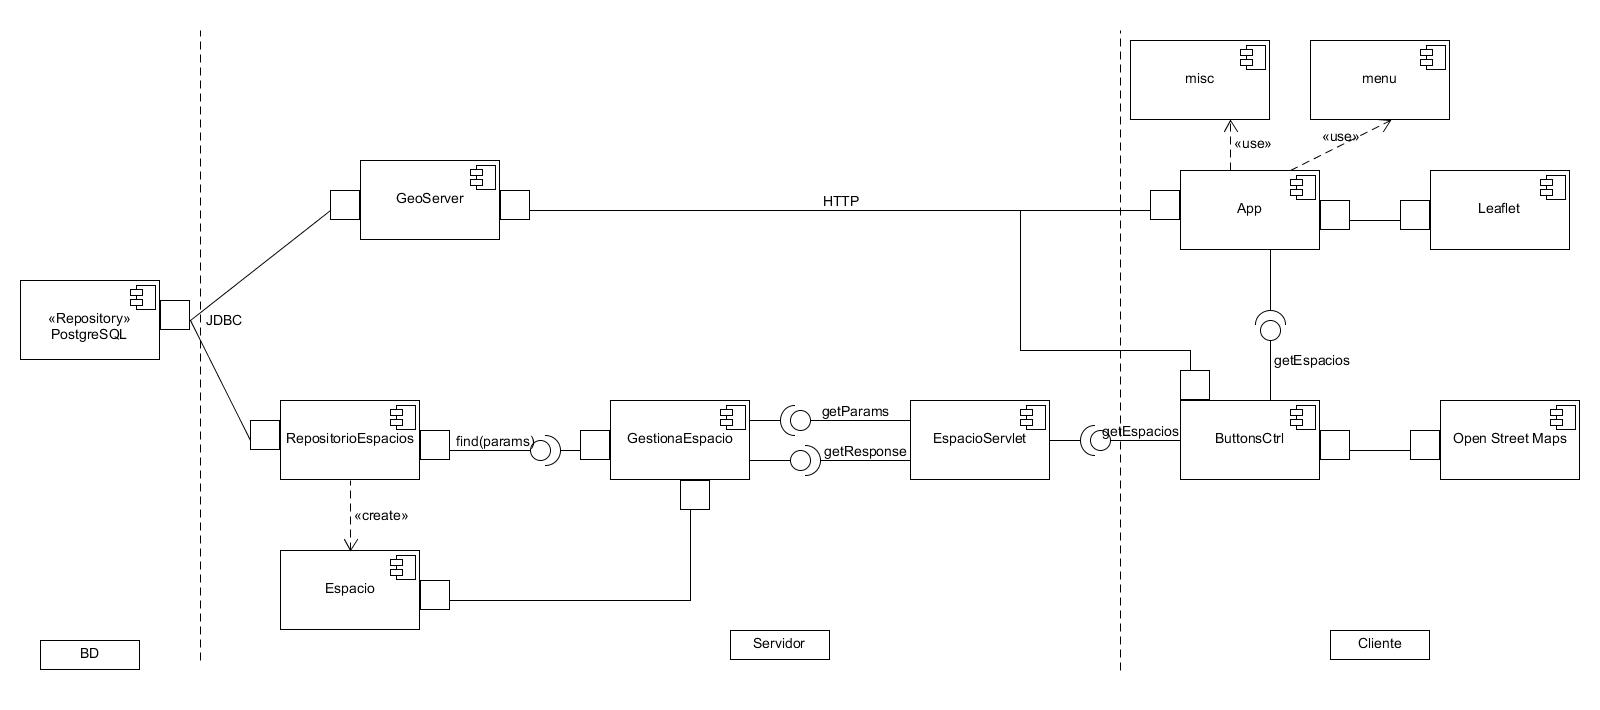 misc
menu
«use»
«use»
GeoServer
HTTP
App
Leaflet
«Repository»
PostgreSQL
JDBC
getEspacios
RepositorioEspacios
find(params)
GestionaEspacio
getParams
getResponse
EspacioServlet
getEspacios
ButtonsCtrl
Open Street Maps
«create»
Espacio
BD
Servidor
Cliente